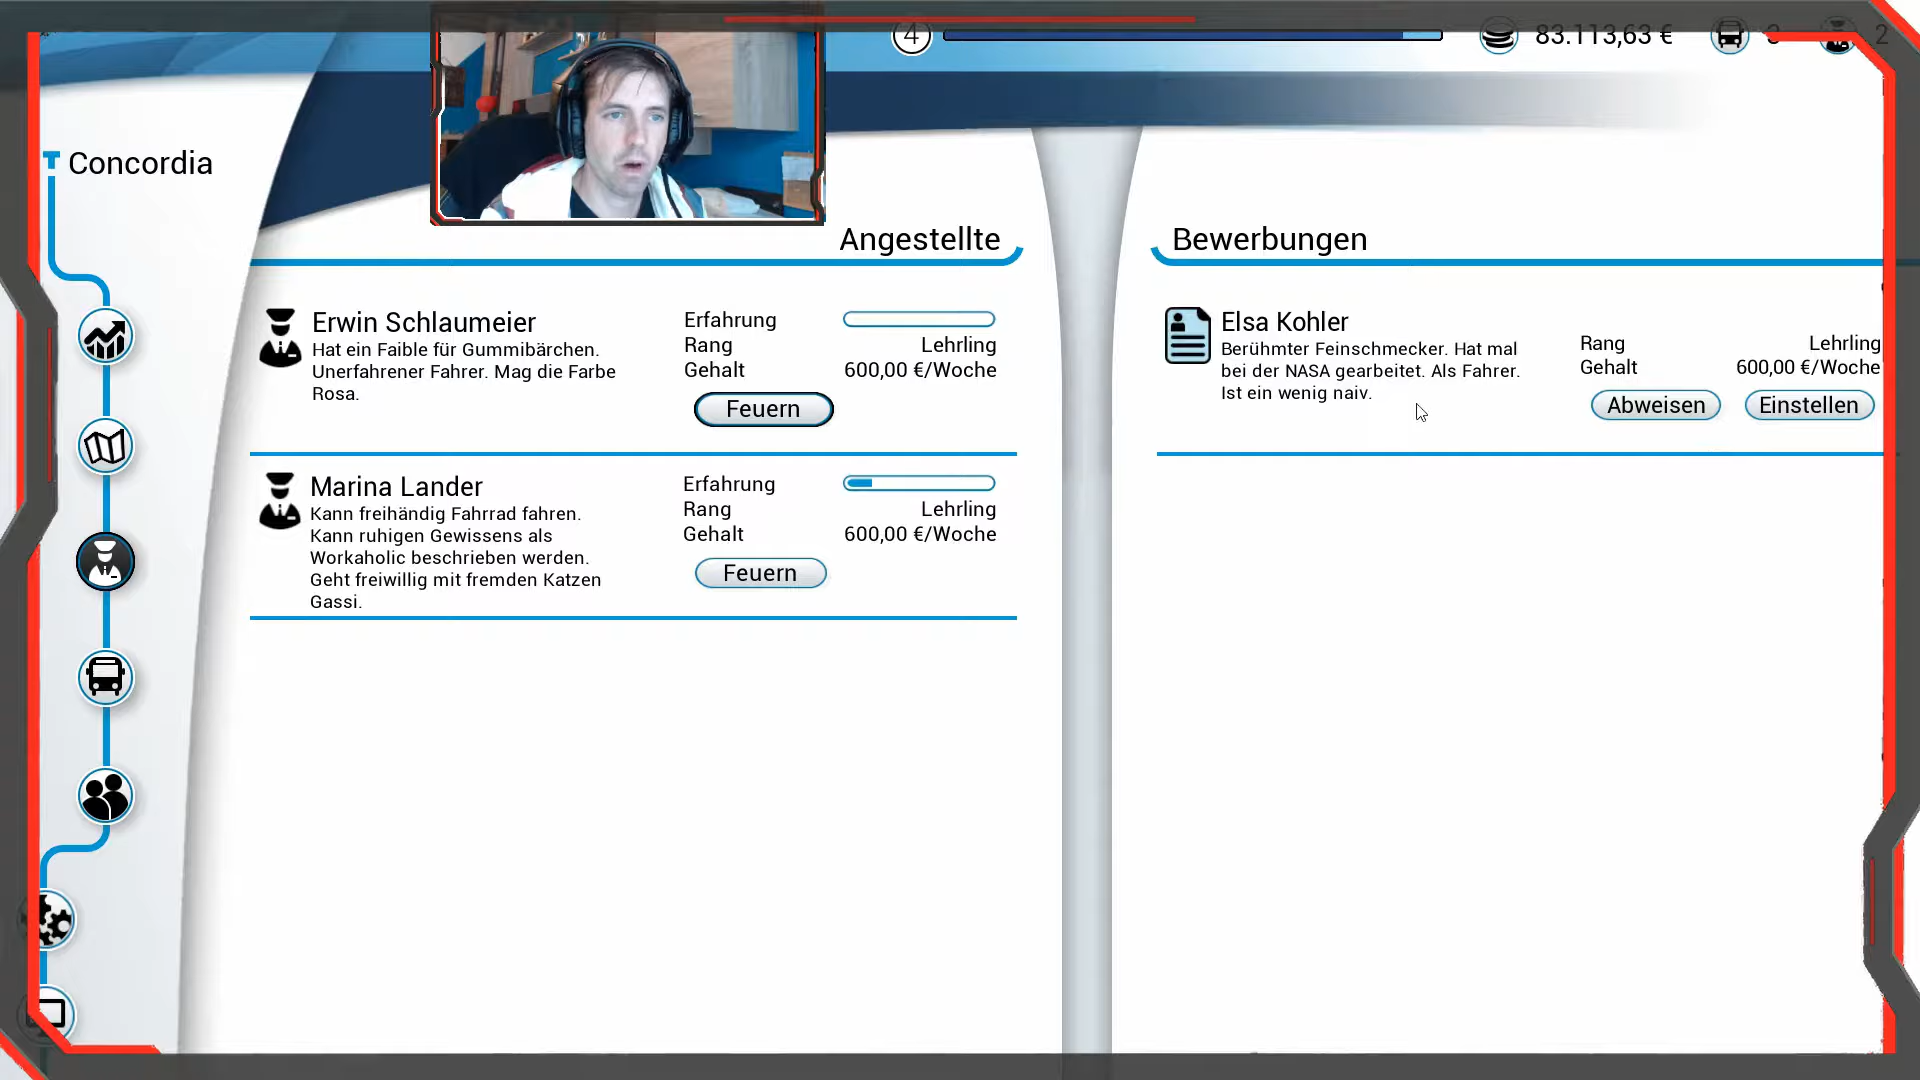 4
83.113,63 €
3
2
Concordia
Angestellte
Erwin Schlaumeier
Hat ein Faible für Gummibärchen.
Unerfahrener Fahrer. Mag die Farbe
Rosa.
Erfahrung
Rang Lehrling
Gehalt 600,00 €/Woche
Feuern
Marina Lander
Kann freihändig Fahrrad fahren.
Kann ruhigen Gewissens als
Workaholic beschrieben werden.
Geht freiwillig mit fremden Katzen
Gassi.
Erfahrung
Rang Lehrling
Gehalt 600,00 €/Woche
Feuern
Bewerbungen
Elsa Kohler
Berühmter Feinschmecker. Hat mal
bei der NASA gearbeitet. Als Fahrer.
Ist ein wenig naiv.
Rang Lehrling
Gehalt 600,00 €/Woche
Abweisen Einstellen